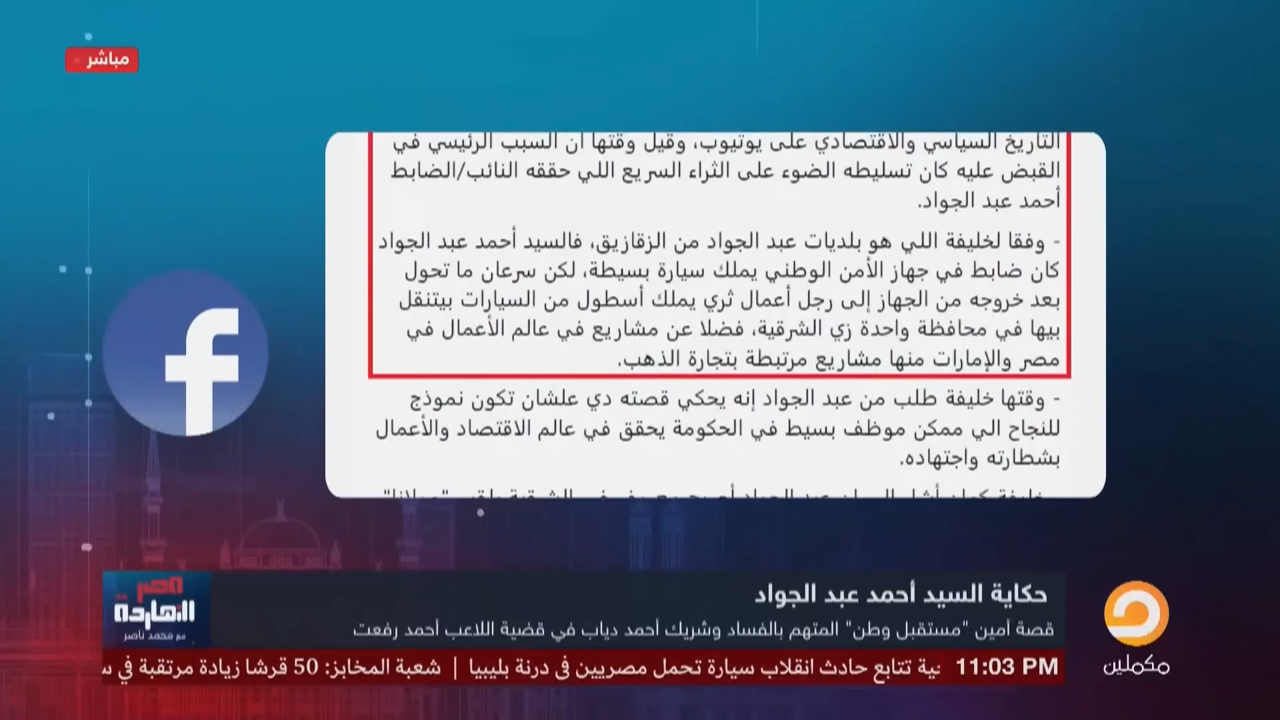 مباشر
التاريخ السياسي والاقتصادي على يوتيوب، وقيل وقتها ان السبب الرئيسي في
القبض عليه كان تسليطه الضوء على الثراء السريع اللي حققه النائب/الضابط
أحمد عبد الجواد.
- وفقا لخليفة اللي هو بلديات عبد الجواد من الزقازيق، فالسيد أحمد عبد الجواد
كان ضابط في جهاز الأمن الوطني يملك سيارة بسيطة، لكن سرعان ما تحول
بعد خروجه من الجهاز إلى رجل أعمال ثري يملك أسطول من السيارات بيتنقل
بيها في محافظة واحدة زي الشرقية، فضلا عن مشاريع في عالم الأعمال في
مصر والإمارات منها مشاريع مرتبطة بتجارة الذهب.
- وقتها خليفة طلب من عبد الجواد إنه يحكي قصته دي علشان تكون نموذج
للنجاح الي ممكن موظف بسيط في الحكومة يحقق في عالم الاقتصاد والأعمال
بشطارته واجتهاده.
مصر النهاردة
مع محمد ناصر
حكاية السيد أحمد عبد الجواد
قصة أمين "مستقبل وطن" المتهم بالفساد وشريك أحمد دياب في قضية اللاعب أحمد رفعت
11:03 PM تتابع حادث انقلاب سيارة تحمل مصريين فى درنة بليبيا | شعبة المخابز: 50 قرشا زيادة مرتقبة في
مكملين